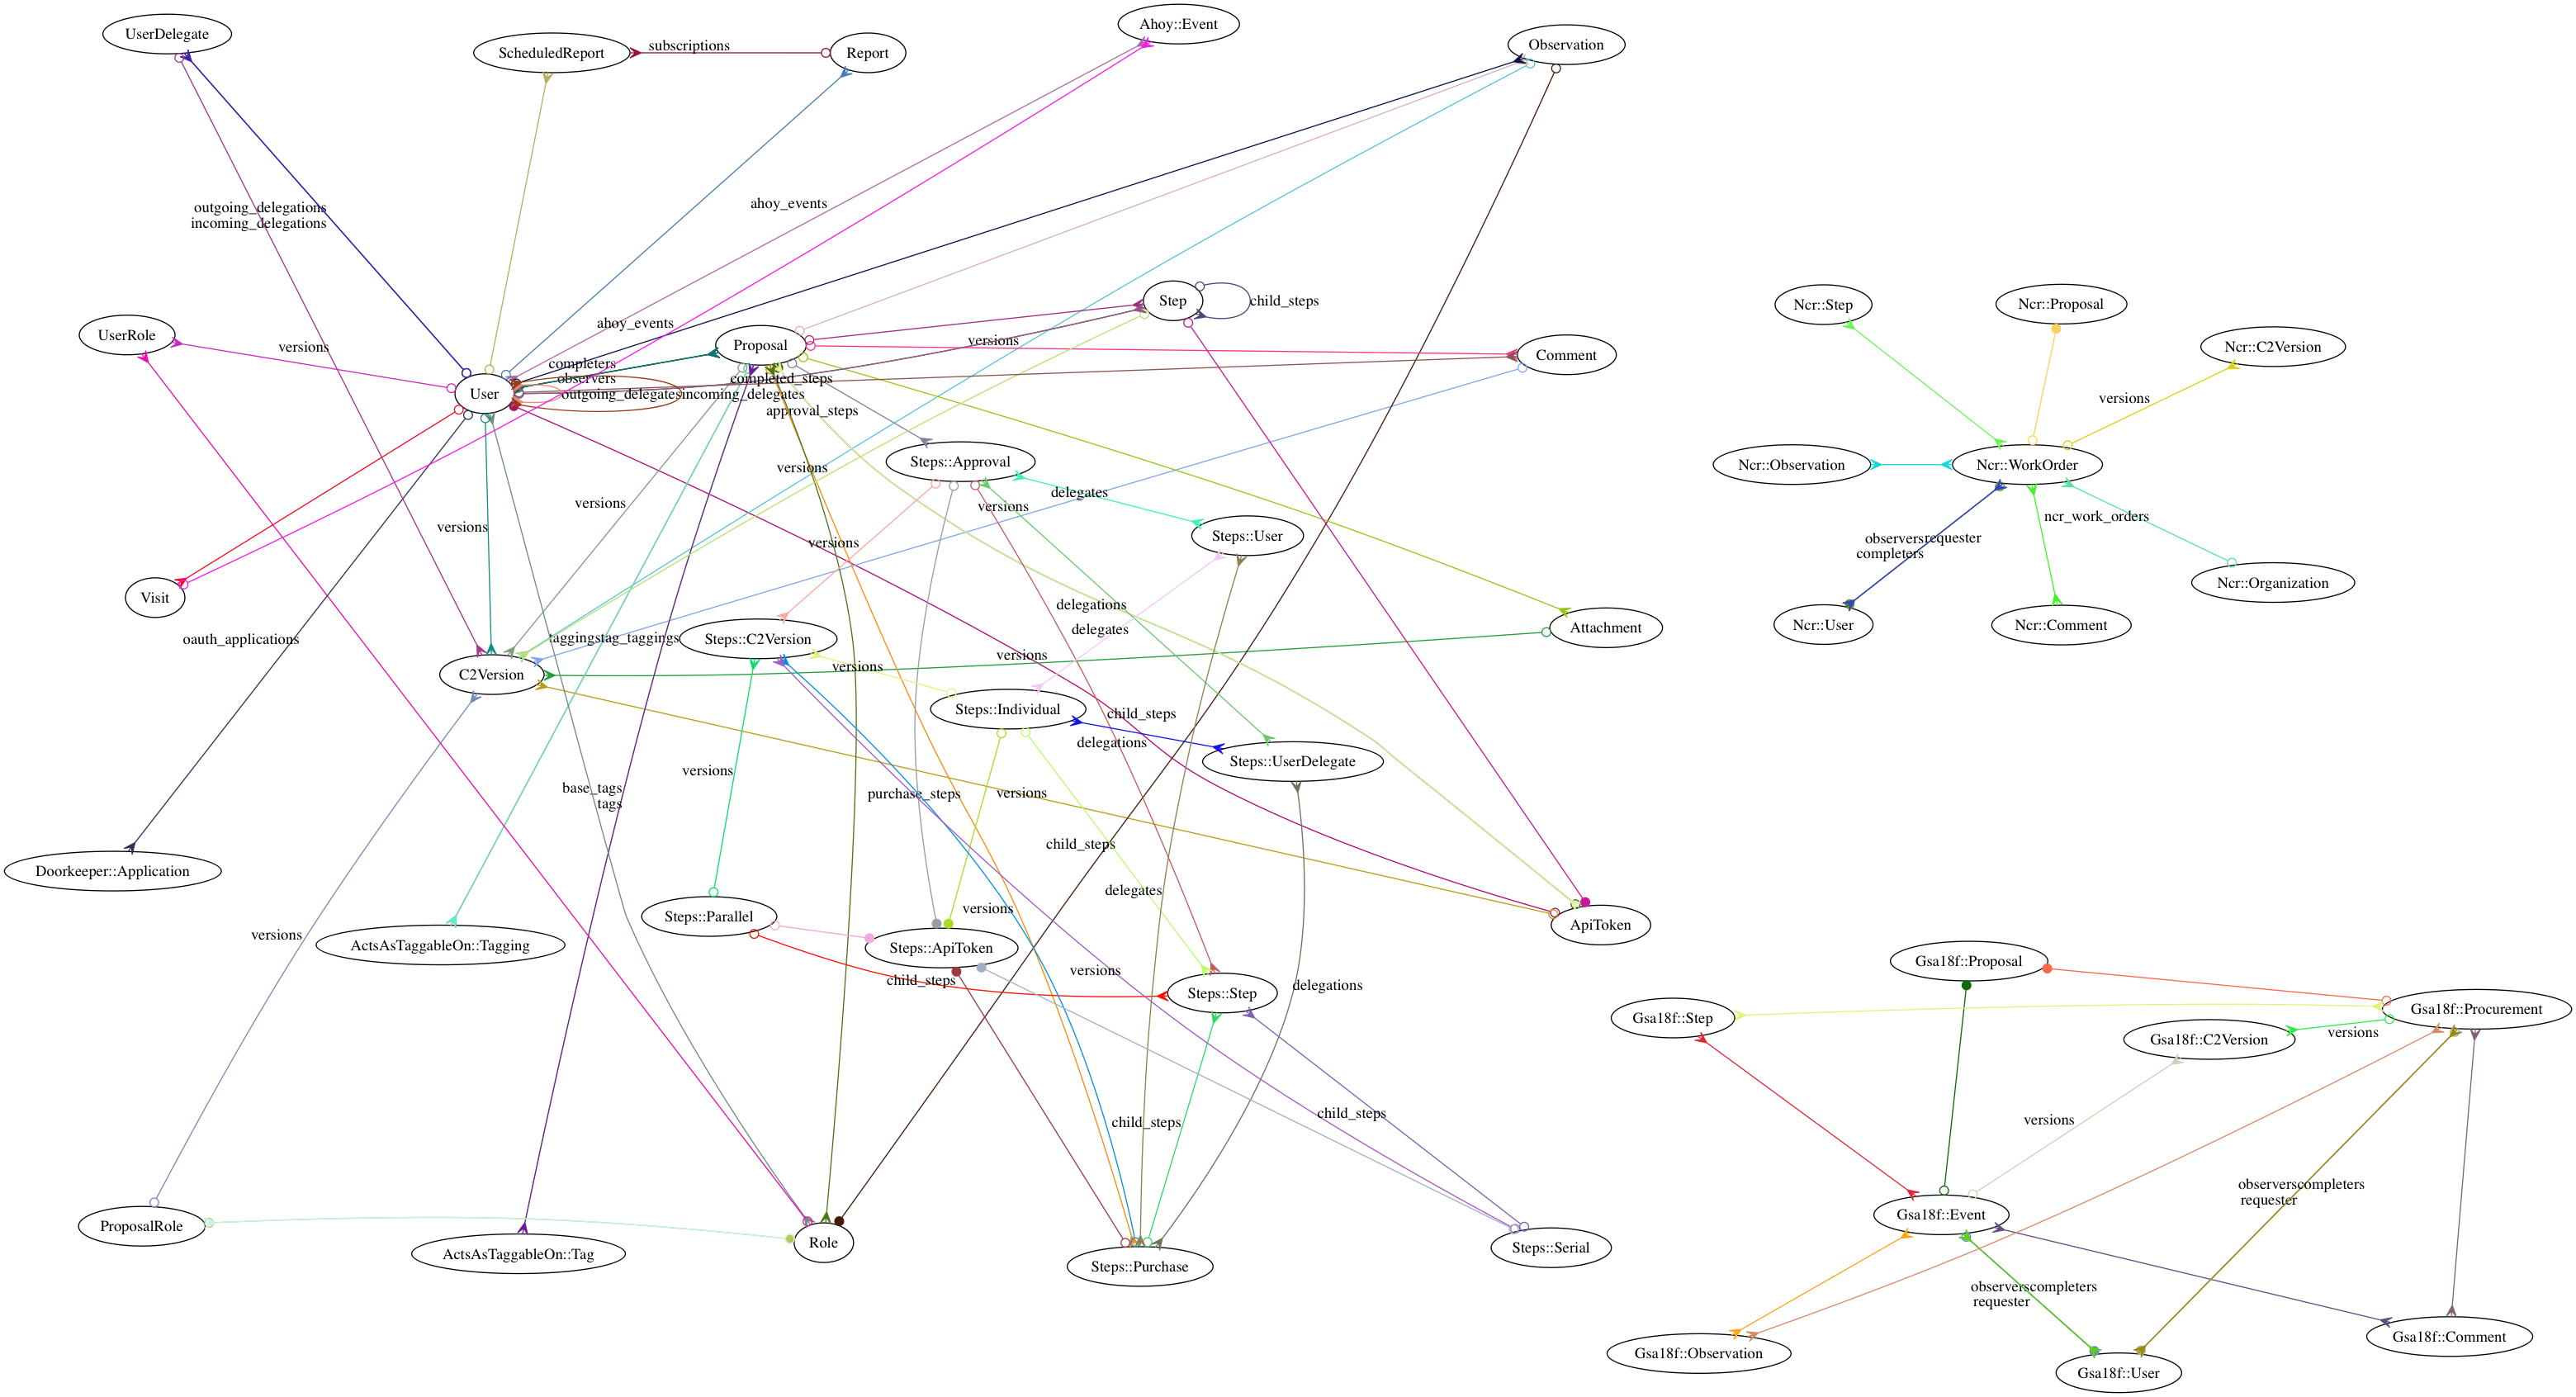 Ahoy::Event
UserDelegate
Observation
ScheduledReport
subscriptions
Report
ahoy_events
outgoing_delegations
incoming_delegations
Step
child_steps
Ncr::Step
Ncr::Proposal
ahoy_events
UserRole
versions
Proposal
versions
Comment
Ncr::C2Version
completers
observers
completed_steps
User
outgoing_delegates
incoming_delegates
approval_steps
versions
Steps::Approval
versions
Ncr::Observation
Ncr::WorkOrder
delegates
versions
versions
ncr_work_orders
versions
versions
Steps::User
observers
requester
completers
Ncr::Organization
Visit
delegations
oauth_applications
taggings
tag_taggings
Steps::C2Version
delegates
Attachment
Ncr::User
Ncr::Comment
versions
versions
C2Version
Steps::Individual
child_steps
delegations
versions
Steps::UserDelegate
base_tags
tags
purchase_steps
versions
child_steps
Doorkeeper::Application
delegates
versions
Steps::Parallel
ApiToken
versions
ActsAsTaggableOn::Tagging
Steps::ApiToken
Gsa18f::Proposal
versions
child_steps
delegations
Steps::Step
Gsa18f::Step
Gsa18f::Procurement
Gsa18f::C2Version
versions
child_steps
child_steps
versions
observers
completers
requester
ProposalRole
Role
Gsa18f::Event
ActsAsTaggableOn::Tag
Steps::Purchase
Steps::Serial
observers
completers
requester
Gsa18f::Observation
Gsa18f::Comment
Gsa18f::User